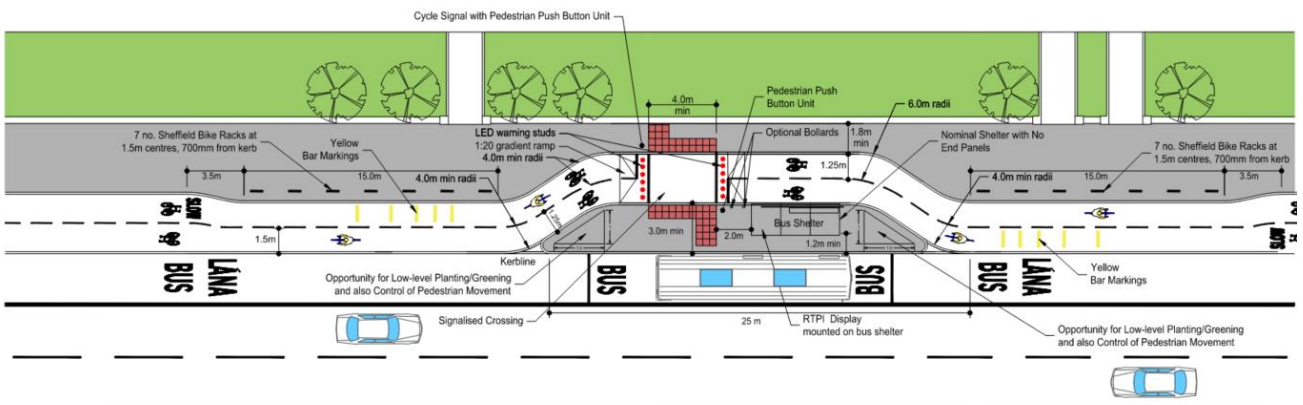 Cycle Signal with Pedestrian Push Button Unit
4.0m
min
Pedestrian Push
Button Unit
6.0m radii
7 no. Sheffield Bike Racks at
1.5m centres, 700mm from kerb
Yellow
Bar Markings
LED warning studs
1:20 gradient ramp
4.0m min radii
Optional Bollards
1.8m
min
Nominal Shelter with No
End Panels
7 no. Sheffield Bike Racks at
1.5m centres, 700mm from kerb
1.25m
3.5m
15.0m
4.0m min radii
4.0m min radii
15.0m
3.5m
SLOW
1.25m
1.5m
3.0m min
2.0m
Bus Shelter
1.2m min
SLOW
Kerbline
LÁNA
BUS
Opportunity for Low-level Planting/Greening
and also Control of Pedestrian Movement
BUS
BUS
LÁNA
BUS
Yellow
Bar Markings
Signalised Crossing
25 m
RTPI Display
mounted on bus shelter
Opportunity for Low-level Planting/Greening
and also Control of Pedestrian Movement